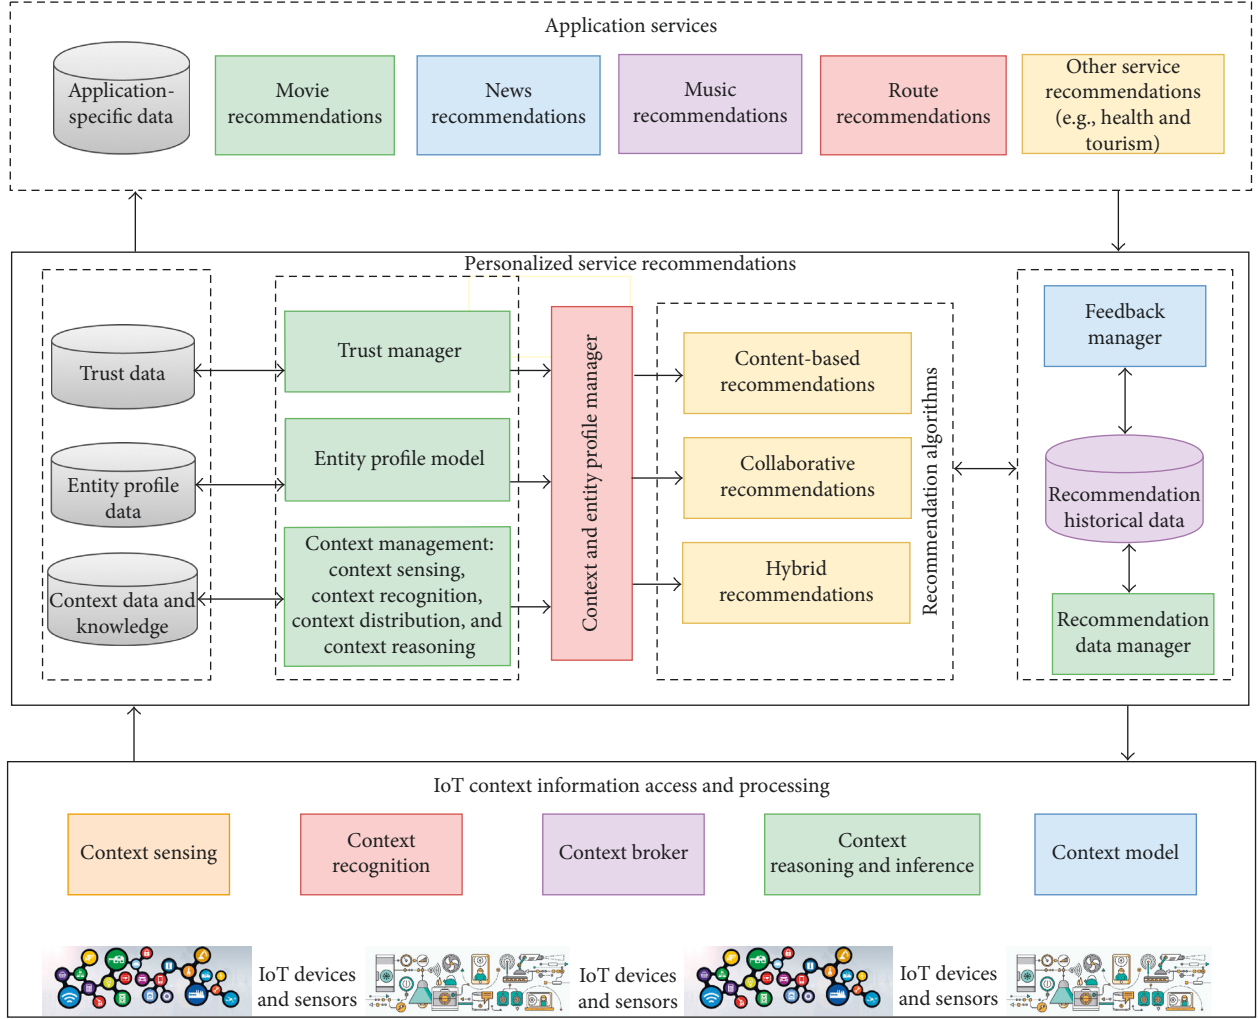 Application services
Application-
specific data
Movie
recommendations
News
recommendations
Music
recommendations
Route
recommendations
Other service
recommendations
(e.g., health and
tourism)
Personalized service recommendations
Trust data
Entity profile
data
Context data and
knowledge
Trust manager
Entity profile model
Context management:
context sensing,
context recognition,
context distribution, and
context reasoning
Context and entity profile manager
Content-based
recommendations
Collaborative
recommendations
Hybrid
recommendations
Recommendation algorithms
Feedback
manager
Recommendation
historical data
Recommendation
data manager
IoT context information access and processing
Context sensing
Context
recognition
Context broker
Context
reasoning and inference
Context model
IoT devices
and sensors
IoT devices
and sensors
IoT devices
and sensors